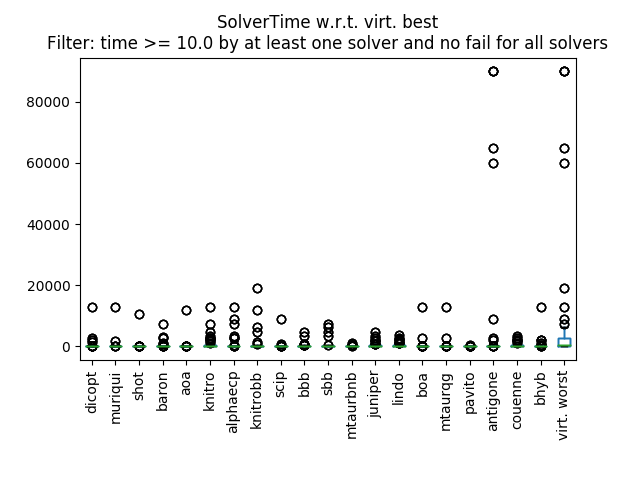 SolverTime w.r.t. virt. best
Filter: time >= 10.0 by at least one solver and no fail for all solvers
80000
60000
40000
20000
0
dicopt
muriqui
shot
baron
aoa
knitro
alphaecp
knitrobb
scip
bbb
sbb
mtaurbnb
juniper
lindo
boa
mtaurqg
pavito
antigone
couenne
bhyb
virt. worst